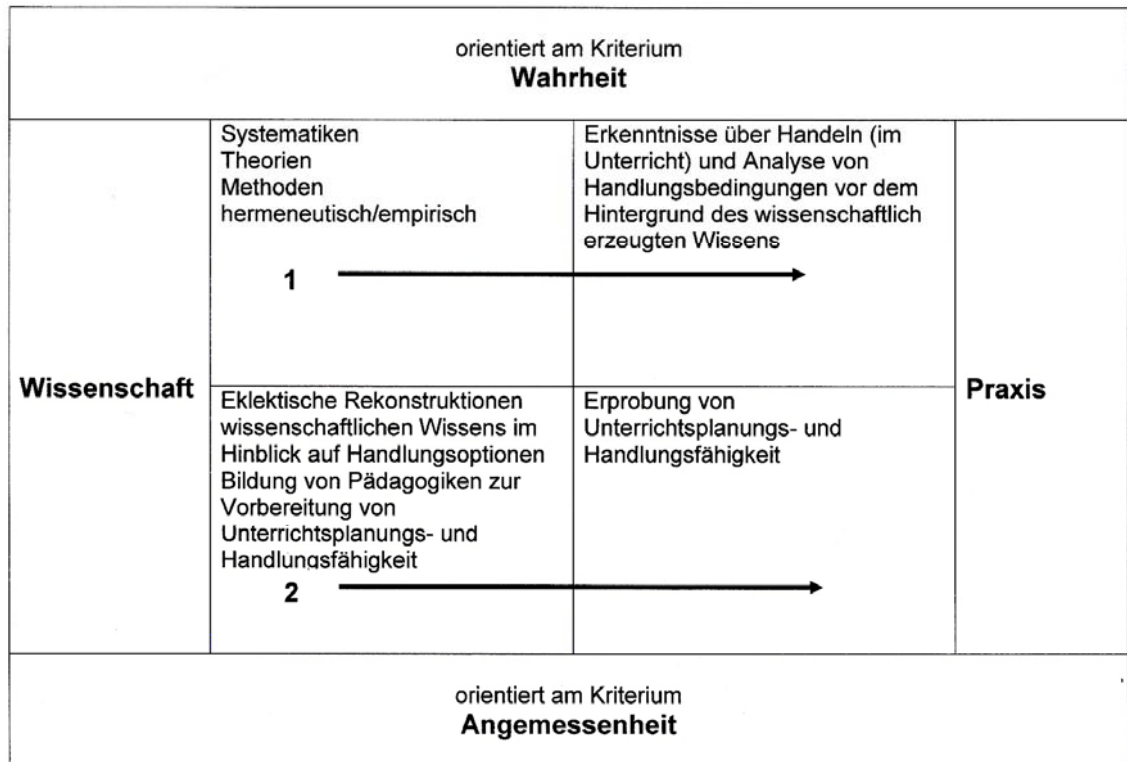 orientiert am Kriterium
Wahrheit
Wissenschaft
Systematiken
Theorien
Methoden
hermeneutisch/empirisch
1
Erkenntnisse über Handeln (im
Unterricht) und Analyse von
Handlungsbedingungen vor dem
Hintergrund des wissenschaftlich
erzeugten Wissens
Praxis
Eklektische Rekonstruktionen
wissenschaftlichen Wissens im
Hinblick auf Handlungsoptionen
Bildung von Pädagogiken zur
Vorbereitung von
Unterrichtsplanungs- und
Handlungsfähigkeit
2
Erprobung von
Unterrichtsplanungs- und
Handlungsfähigkeit
orientiert am Kriterium
Angemessenheit